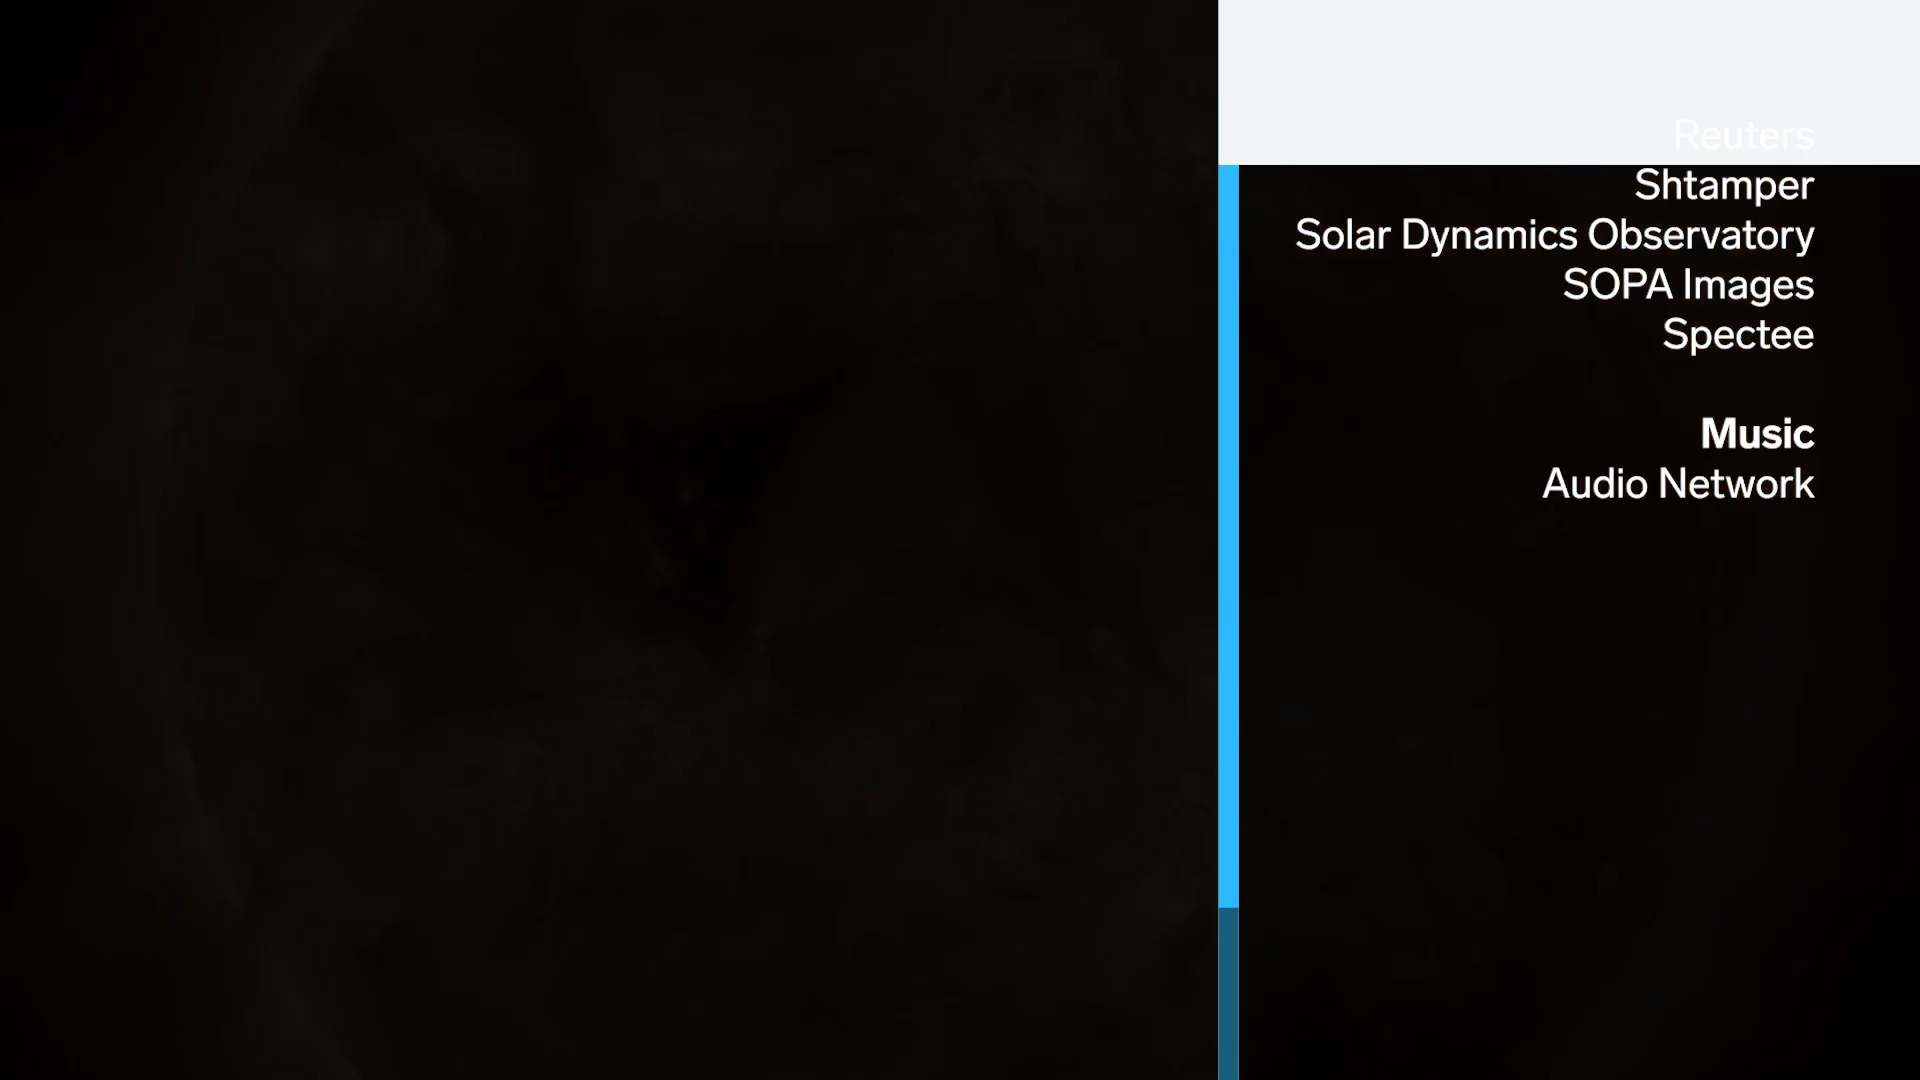 Reuters
Shtamper
Solar Dynamics Observatory
SOPA Images
Spectee
Music
Audio Network